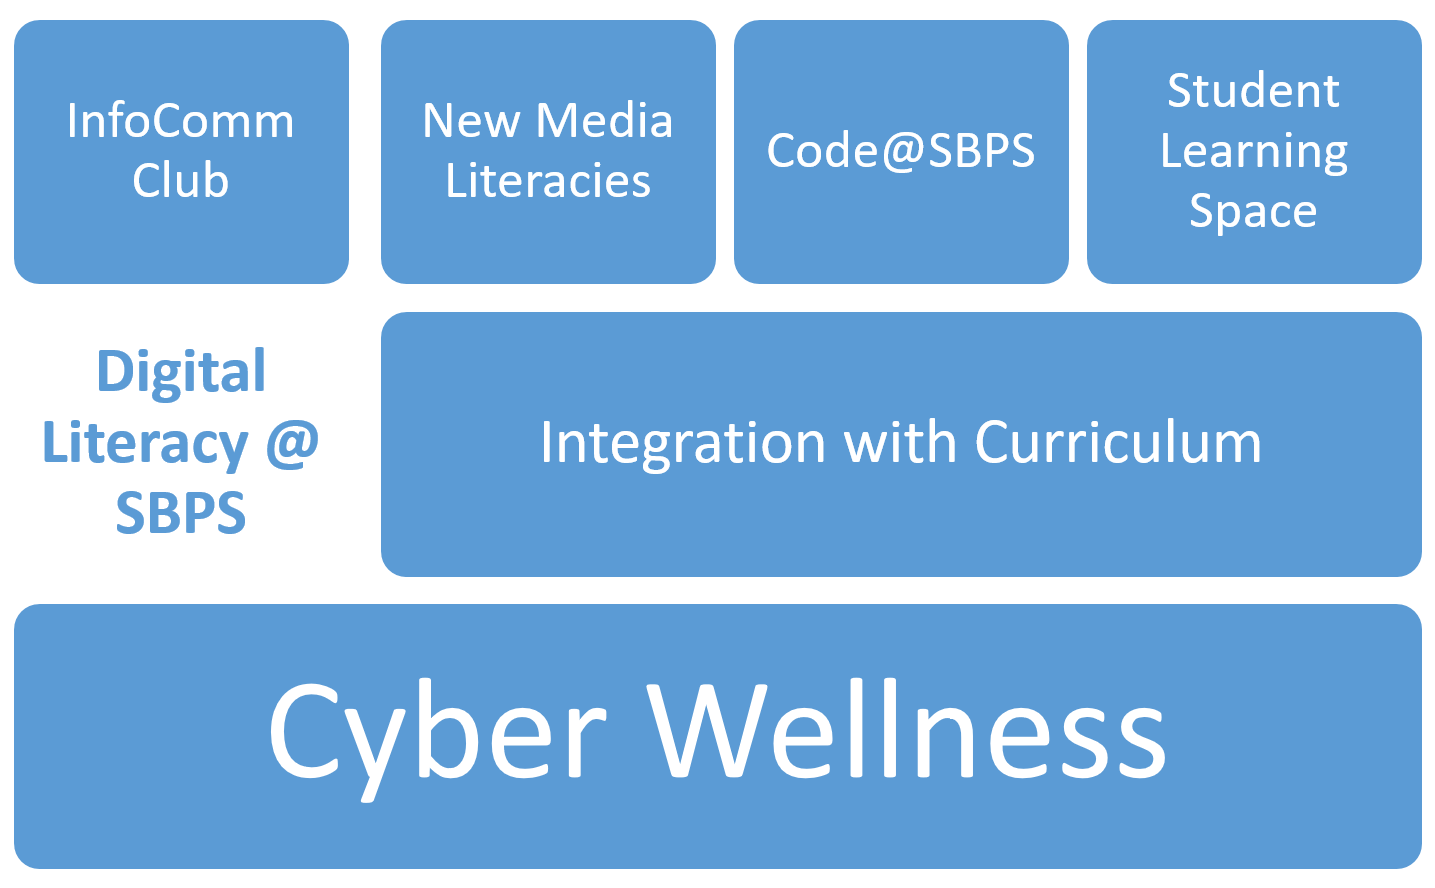 InfoComm
Club
New Media
Literacies
Code@SBPS
Student
Learning
Space
Digital
Literacy @
SBPS
Integration with Curriculum
Cyber Wellness